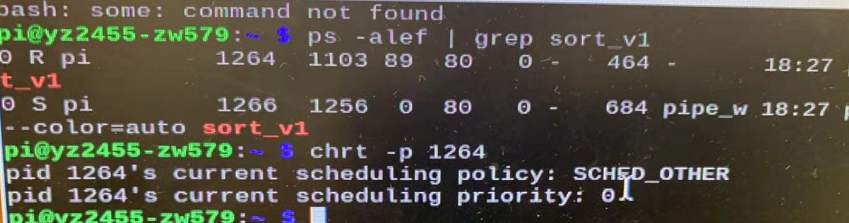 bash: some: command not found
pi@yz2455-zw579:~ $ ps -alef | grep sort_v1
0 R pi 1264 1103 89 80 0 - 464 - 18:27
t_v1
0 S pi 1266 1256 0 80 0 - 684 pipe_w 18:27
--color=auto sort_v1
pi@yz2455-zw579:~ $ chrt -p 1264
pid 1264's current scheduling policy: SCHED_OTHER
pid 1264's current scheduling priority: 0
pi@yz2455-zw579:~ $